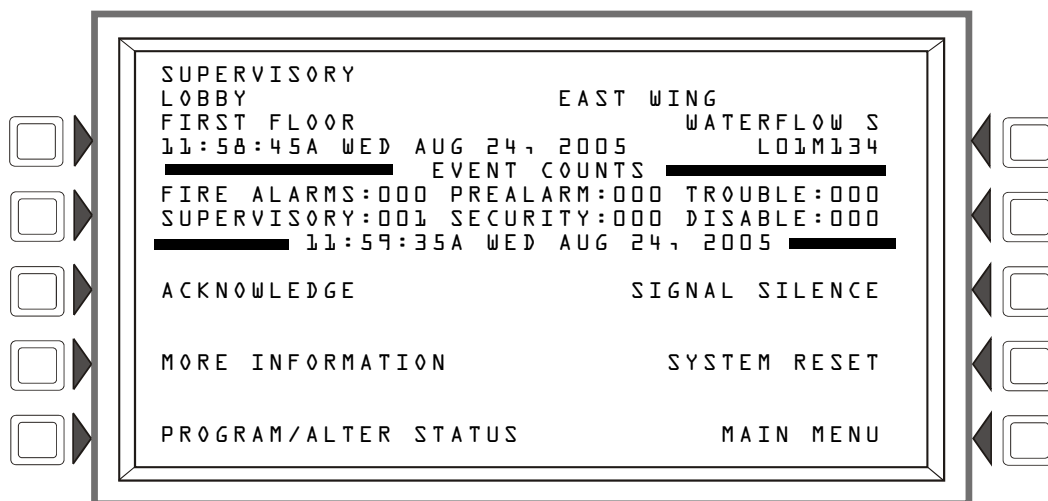 SUPERVISORY
LOBBY EAST WING
FIRST FLOOR WATERFLOW S
11:58:45A WED AUG 24, 2005 L01M134
EVENT COUNTS
FIRE ALARMS:000 PREALARM:000 TROUBLE:000
SUPERVISORY:001 SECURITY:000 DISABLE:000
11:59:35A WED AUG 24, 2005
ACKNOWLEDGE SIGNAL SILENCE
MORE INFORMATION SYSTEM RESET
PROGRAM/ALTER STATUS MAIN MENU